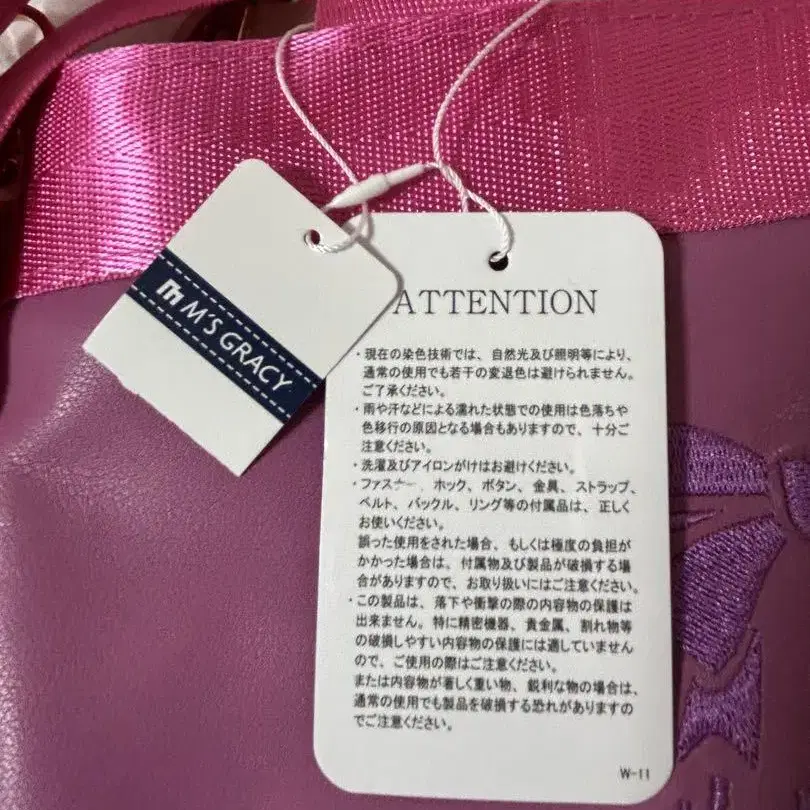 M'S GRACY
ATTENTION
・現在の染色技術では、自然光及び照明等により、
通常の使用でも若干の変退色は避けられません。
ご了承ください。
・雨や汗などによる濡れた状態での使用は色落ちや
色移行の原因となる場合もありますので、十分ご
注意ください。
・洗濯及びアイロンがけはお避けください。
・ファスナー、ホック、ボタン、金具、ストラップ、
ベルト、バックル、リング等の付属品は、正しく
お使いください。
誤った使用をされた場合、もしくは極度の負担が
かかった場合は、付属物及び製品が破損する場
合がありますので、お取り扱いにはご注意ください。
・この製品は、落下や衝撃の際の内容物の保護は
出来ません。特に精密機器、貴金属、割れ物等
の破損しやすい内容物の保護には適していません
ので、ご使用の際はご注意ください。
または内容物が著しく重い物、鋭利な物の場合は、
通常の使用でも製品を破損する恐れがありますの
でご注意ください。
W-11